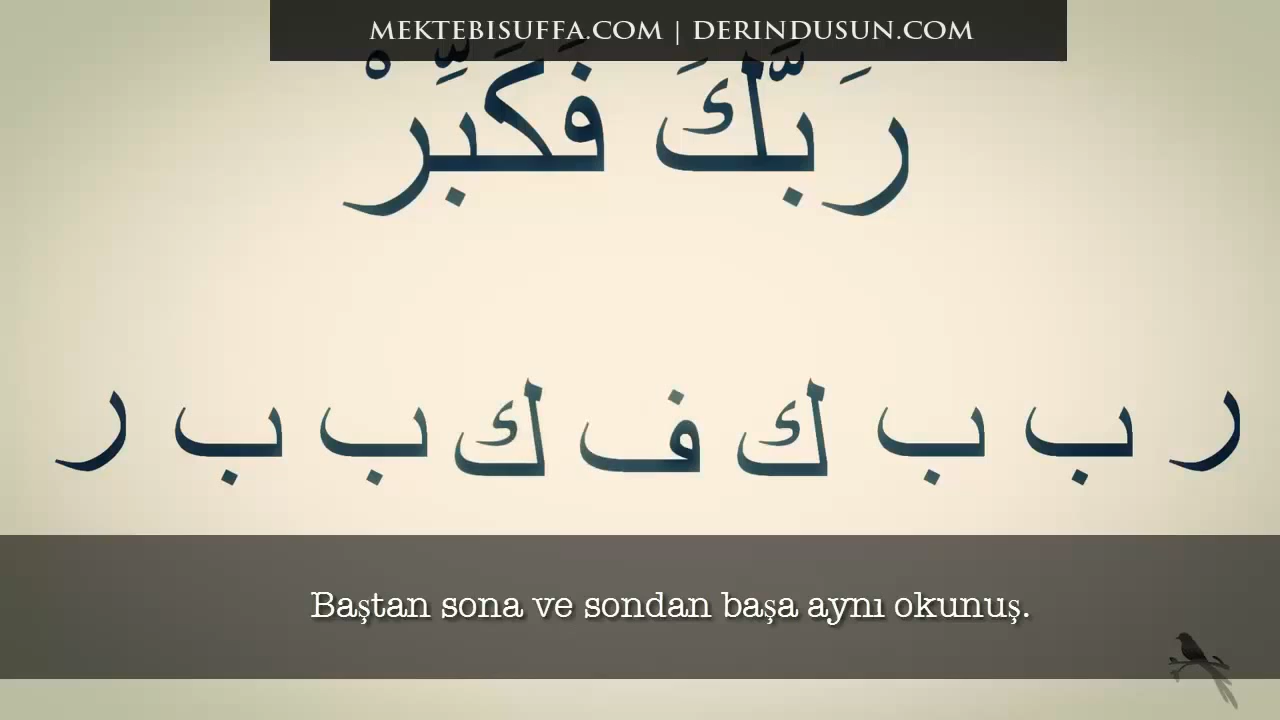 MEKTEBISUFFA.COM | DERINDUSUN.COM
رَبَّكَ فَكَبِّرْ
ر ب ب ك ف ك ب ب ر
Baştan sona ve sondan başa aynı okunuş.